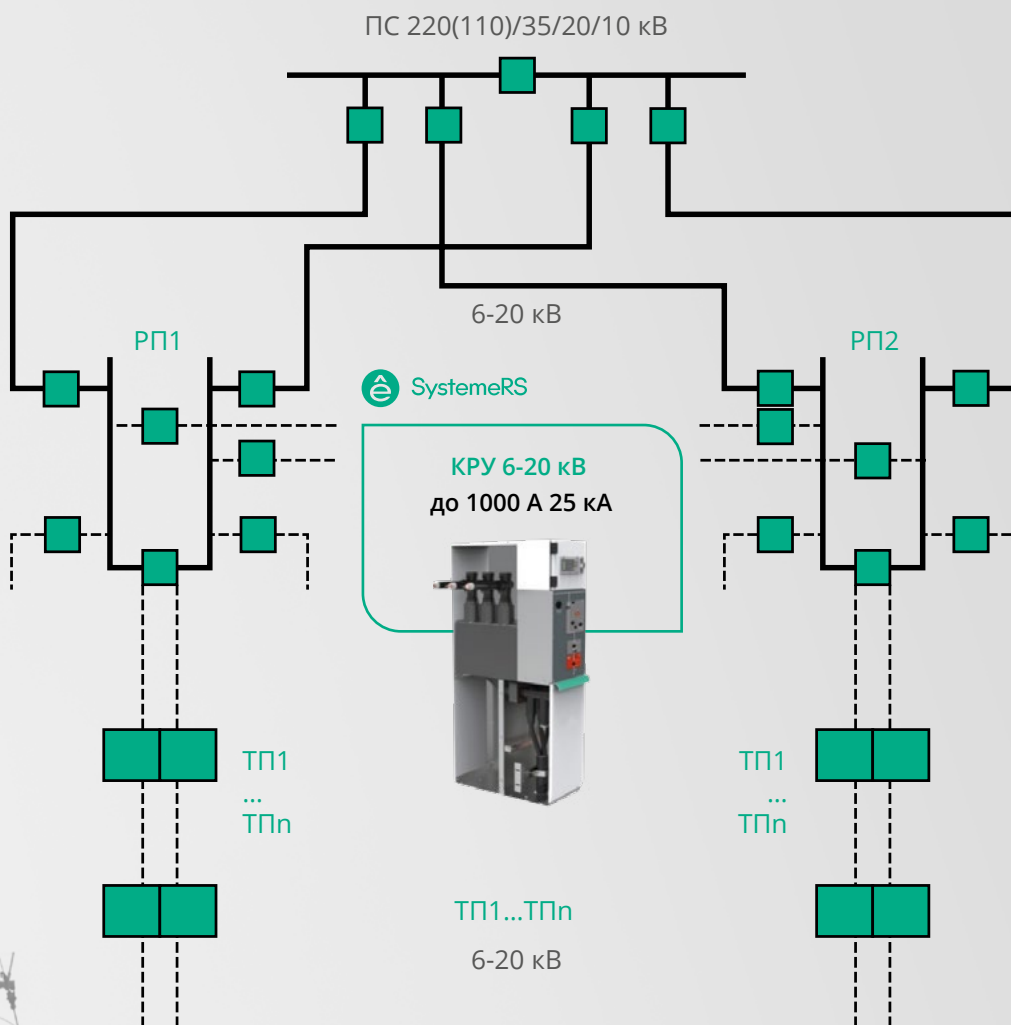 ПС 220(110)/35/20/10 кВ
6-20 кВ
РП1
РП2
ê SystemeRS
КРУ 6-20 кВ
до 1000 А 25 кА
ТП1
...
ТПn
ТП1
...
ТПn
ТП1...ТПn
6-20 кВ